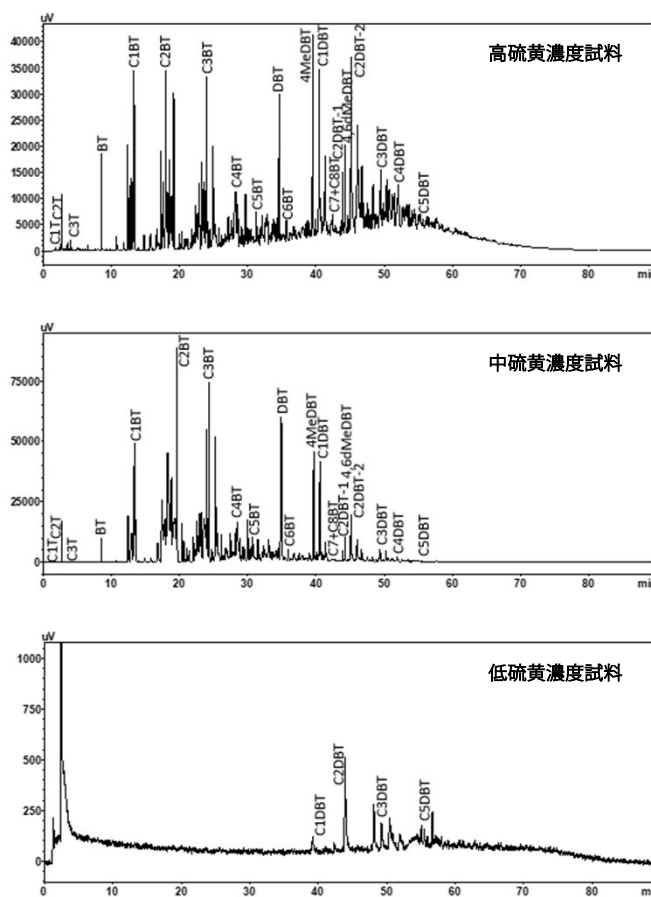 uV
40000
35000
30000
25000
20000
15000
10000
5000
0
C1T
C2T
C3T
BT
C1BT
C2BT
C3BT
C4BT
C5BT
DBT
C6BT
4MeDBT
C1DBT
C7+C8BT
C2DBT-1
4,6dMeDBT
C2DBT-2
C3DBT
C4DBT
C5DBT
高硫黄濃度試料
0 10 20 30 40 50 60 70 80 mi
uV
75000
50000
25000
0
C1T
C2T
C3T
BT
C1BT
C2BT
C3BT
C4BT
C5BT
DBT
C6BT
4MeDBT
C1DBT
C7+C8BT
C2DBT-1
4,6dMeDBT
C2DBT-2
C3DBT
C4DBT
C5DBT
中硫黄濃度試料
0 10 20 30 40 50 60 70 80 mi
uV
1000
750
500
250
0
C1DBT
C2DBT
C3DBT
C5DBT
低硫黄濃度試料
0 10 20 30 40 50 60 70 80 mi